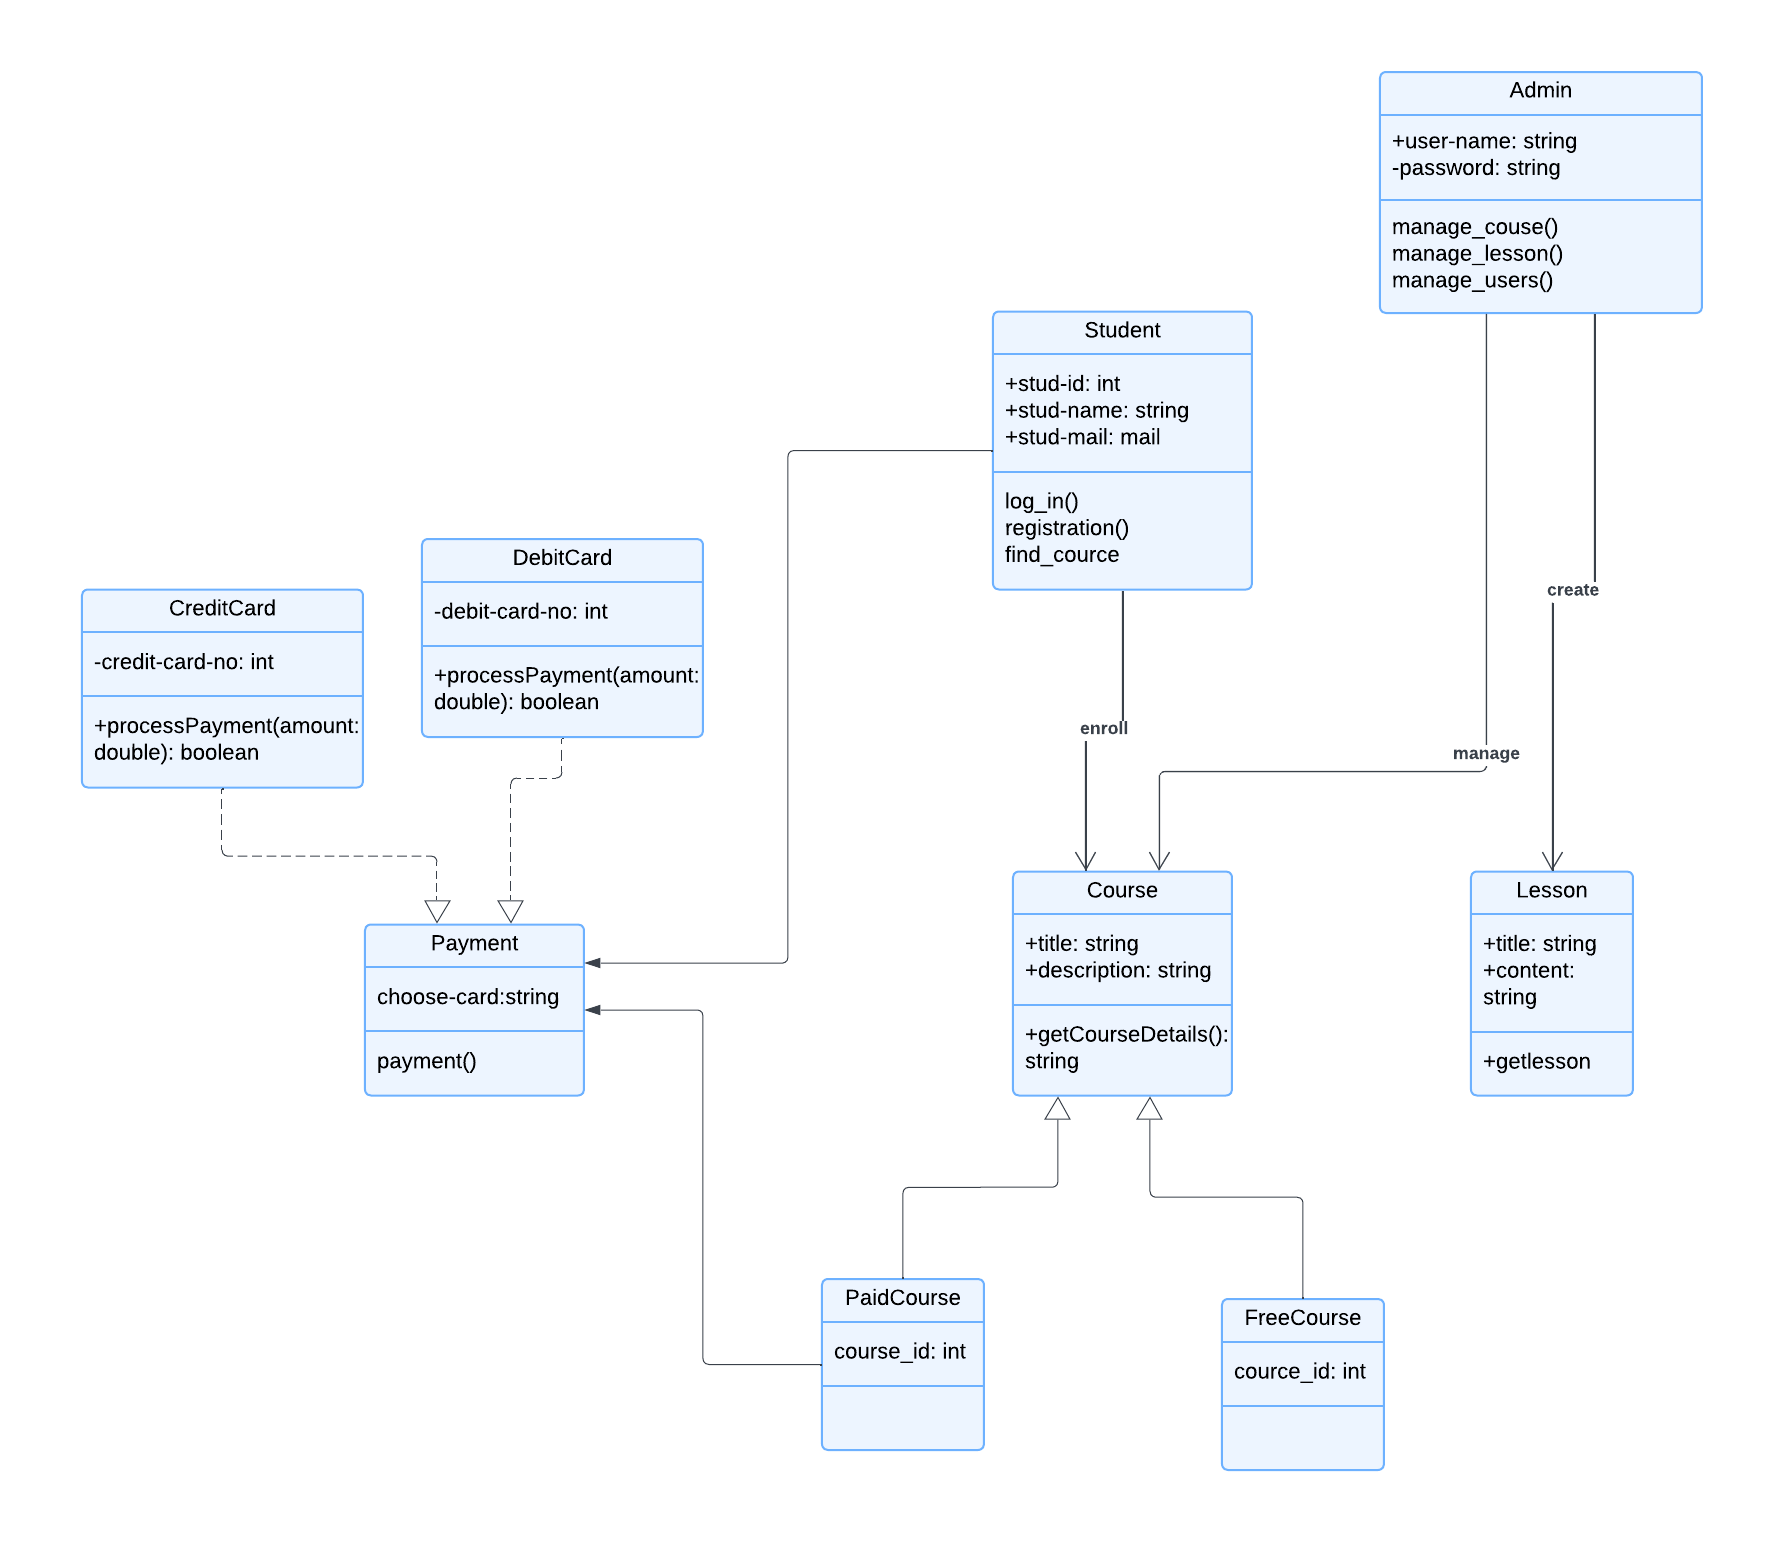 Admin
+user-name: string
-password: string
manage_couse()
manage_lesson()
manage_users()
Student
+stud-id: int
+stud-name: string
+stud-mail: mail
log_in()
registration()
find_cource
DebitCard
-debit-card-no: int
+processPayment(amount:
double): boolean
CreditCard
-credit-card-no: int
+processPayment(amount:
double): boolean
create
enroll
manage
Payment
choose-card:string
payment()
Course
+title: string
+description: string
+getCourseDetails():
string
Lesson
+title: string
+content:
string
+getlesson
PaidCourse
course_id: int
FreeCourse
cource_id: int